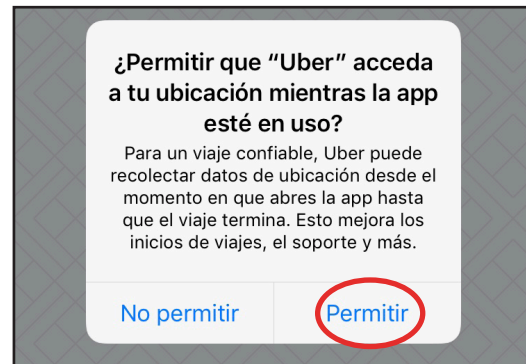 ¿Permitir que “Uber” acceda
a tu ubicación mientras la app
esté en uso?
Para un viaje confiable, Uber puede
recolectar datos de ubicación desde el
momento en que abres la app hasta
que el viaje termina. Esto mejora los
inicios de viajes, el soporte y más.
No permitir
Permitir